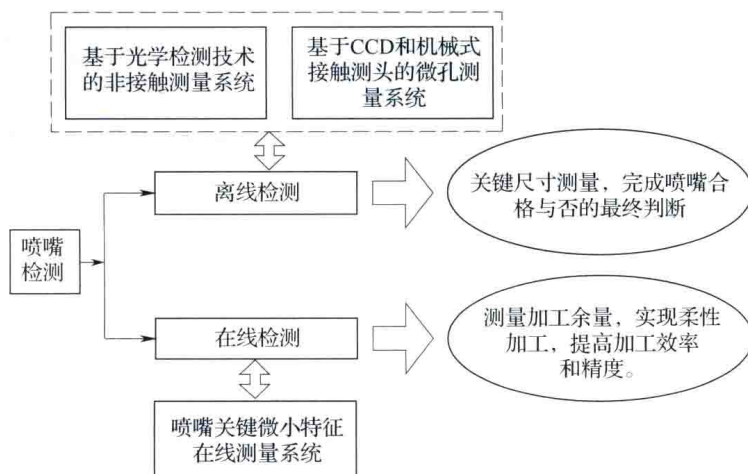 基于光学检测技术
的非接触测量系统
基于CCD和机械式
接触测头的微孔测
量系统
离线检测
关键尺寸测量，完成喷嘴合
格与否的最终判断
喷嘴
检测
在线检测
测量加工余量，实现柔性
加工，提高加工效率
和精度。
喷嘴关键微小特征
在线测量系统